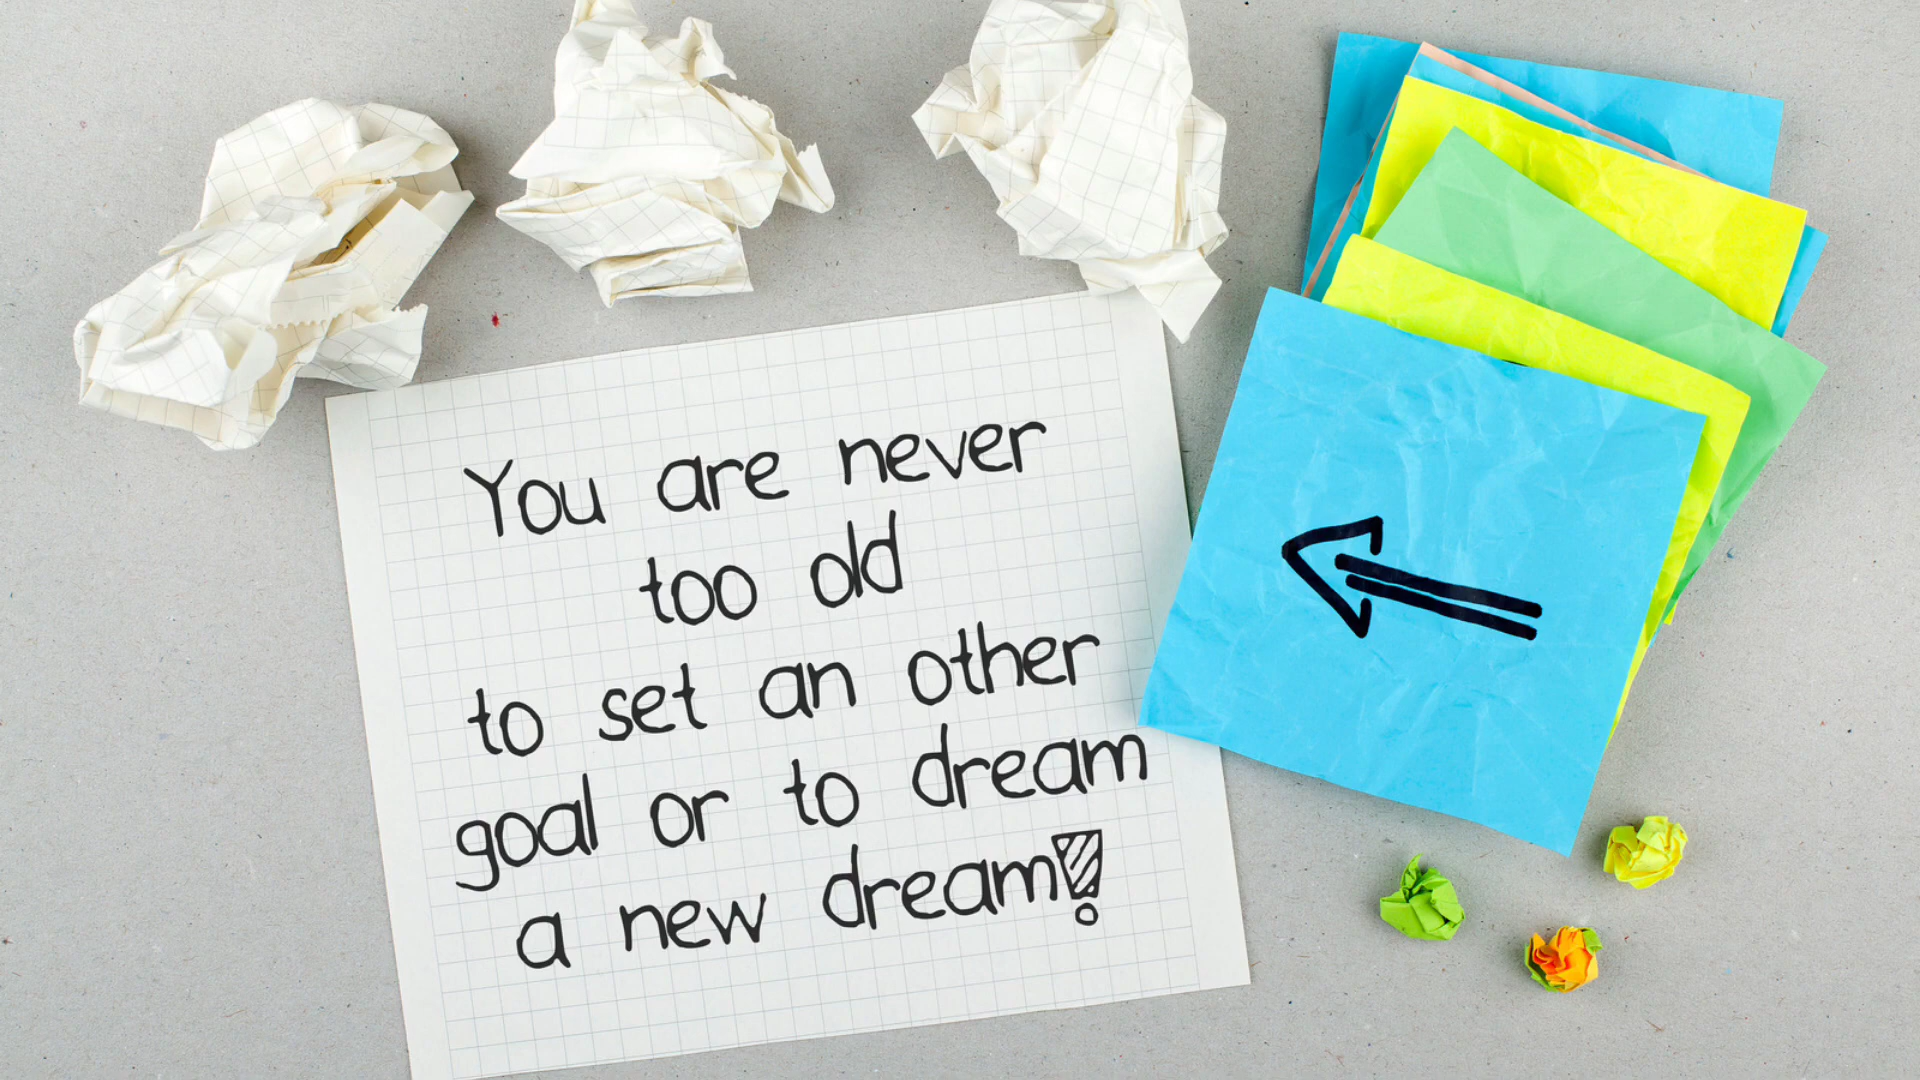 You are never
too old
to set an other
goal or to dream
a new dream!